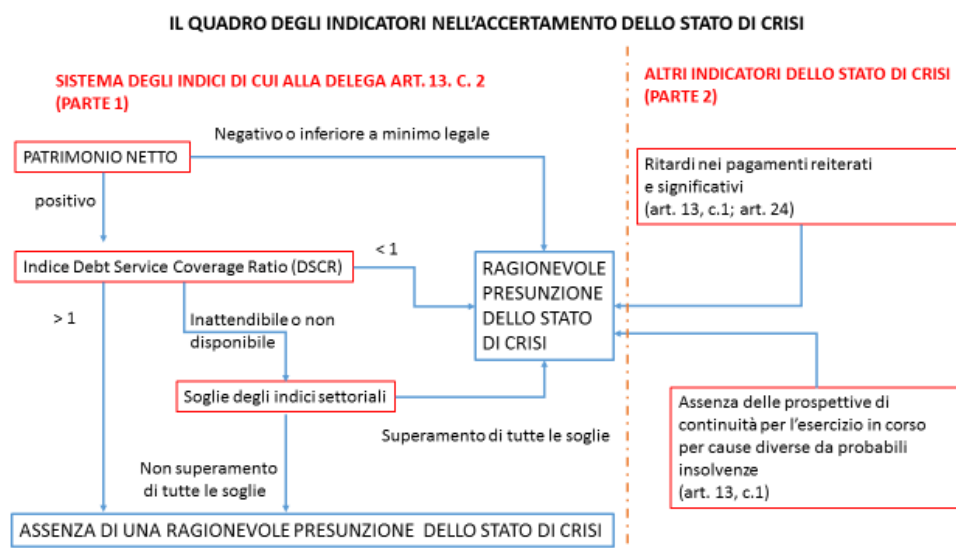 IL QUADRO DEGLI INDICATORI NELL'ACCERTAMENTO DELLO STATO DI CRISI
SISTEMA DEGLI INDICI DI CUI ALLA DELEGA ART. 13. C. 2
(PARTE 1)
ALTRI INDICATORI DELLO STATO DI CRISI
(PARTE 2)
Negativo o inferiore a minimo legale
PATRIMONIO NETTO
Ritardi nei pagamenti reiterati
e significativi
(art. 13, c.1; art. 24)
positivo
< 1
Indice Debt Service Coverage Ratio (DSCR)
RAGIONEVOLE
PRESUNZIONE
DELLO STATO
DI CRISI
> 1
Inattendibile o non
disponibile
Soglie degli indici settoriali
Superamento di tutte le soglie
Assenza delle prospettive di
continuità per l'esercizio in corso
per cause diverse da probabili
insolvenze
(art. 13, c.1)
Non superamento
di tutte le soglie
ASSENZA DI UNA RAGIONEVOLE PRESUNZIONE DELLO STATO DI CRISI